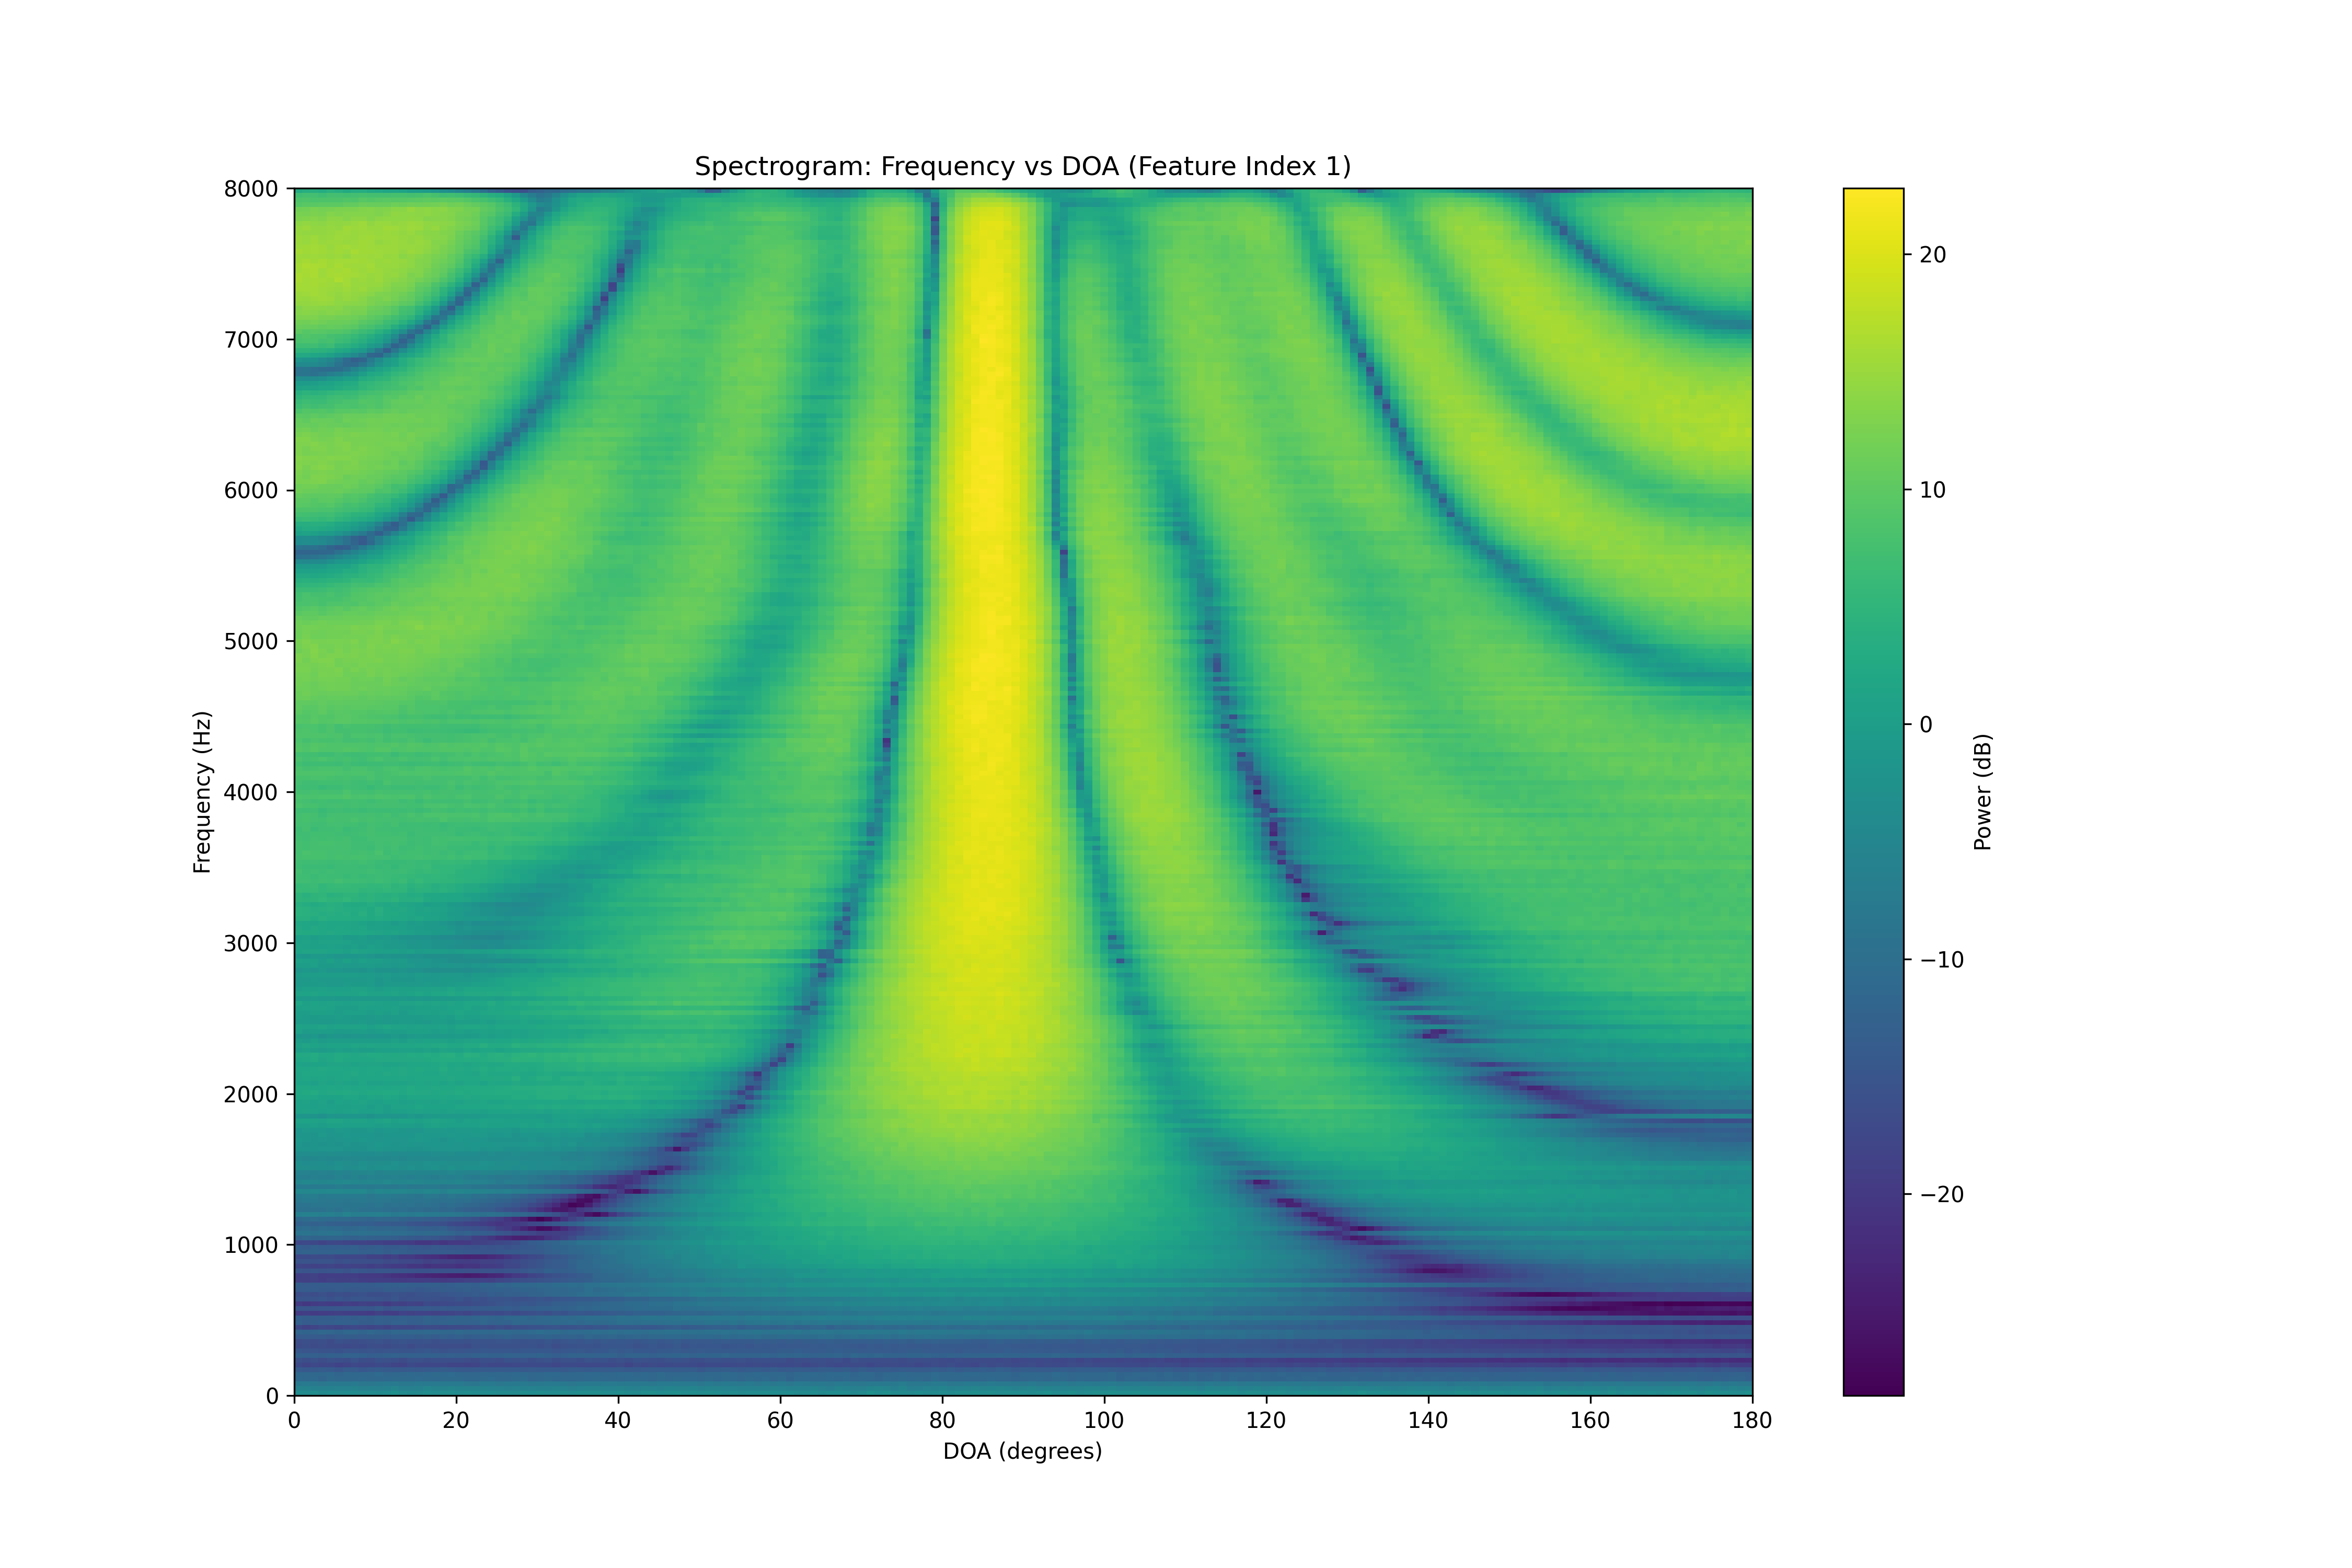 Spectrogram: Frequency vs DOA (Feature Index 1)
8000
7000
6000
5000
4000
3000
2000
1000
0
Frequency (Hz)
0 20 40 60 80 100 120 140 160 180
DOA (degrees)
20
10
0
−10
−20
Power (dB)